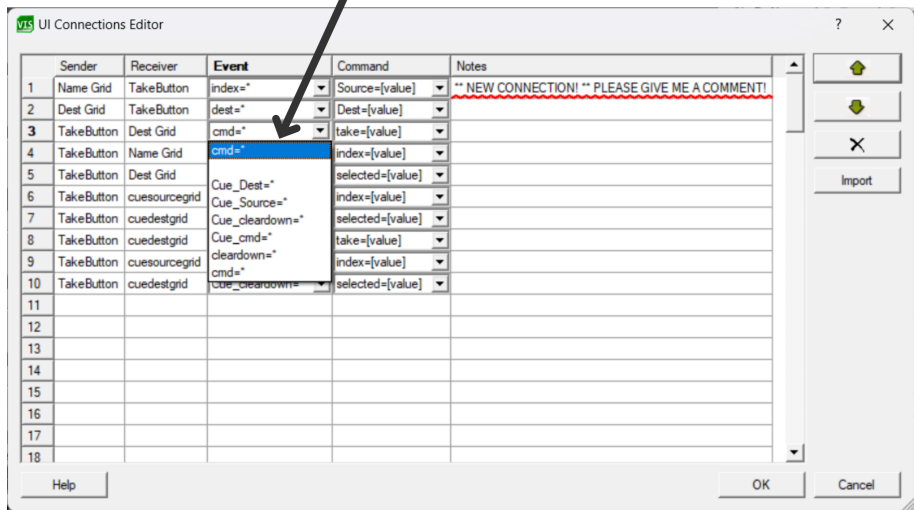 VIS UI Connections Editor ? ×
Sender Receiver Event Command Notes
1 Name Grid TakeButton index=* Source=[value] ** NEW CONNECTION! ** PLEASE GIVE ME A COMMENT!
2 Dest Grid TakeButton dest=* Dest=[value]
3 TakeButton Dest Grid cmd=* take=[value]
4 TakeButton Name Grid index=[value]
5 TakeButton Dest Grid selected=[value]
6 TakeButton cuesourcegrid index=[value]
7 TakeButton cuedestgrid selected=[value]
8 TakeButton cuedestgrid take=[value]
9 TakeButton cuesourcegrid index=[value]
10 TakeButton cuedestgrid Cue_cleardown= selected=[value]
11
12
13
14
15
16
17
18
cmd=*
Cue_Dest=*
Cue_Source=*
Cue_cleardown=*
Cue_cmd=*
cleardown=*
cmd=*
Import
Help OK Cancel